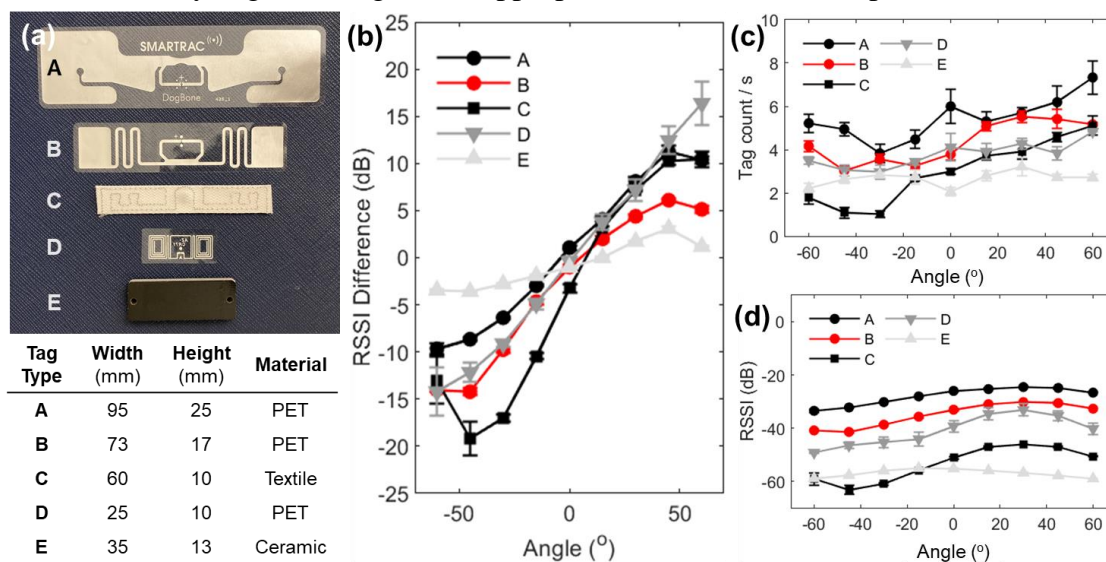 (a)
SMARTRAC
DogBone
A
B
C
D
E
Tag Type Width (mm) Height (mm) Material
A 95 25 PET
B 73 17 PET
C 60 10 Textile
D 25 10 PET
E 35 13 Ceramic
(b)
A
B
C
D
E
25
20
15
10
5
0
-5
-10
-15
-20
-25
RSSI Difference (dB)
-50 0 50
Angle (°)
(c)
A D
B E
C
10
8
6
4
2
0
Tag count / s
-60 -40 -20 0 20 40 60
Angle (°)
(d)
A D
B E
C
0
-20
-40
-60
RSSI (dB)
-60 -40 -20 0 20 40 60
Angle (°)